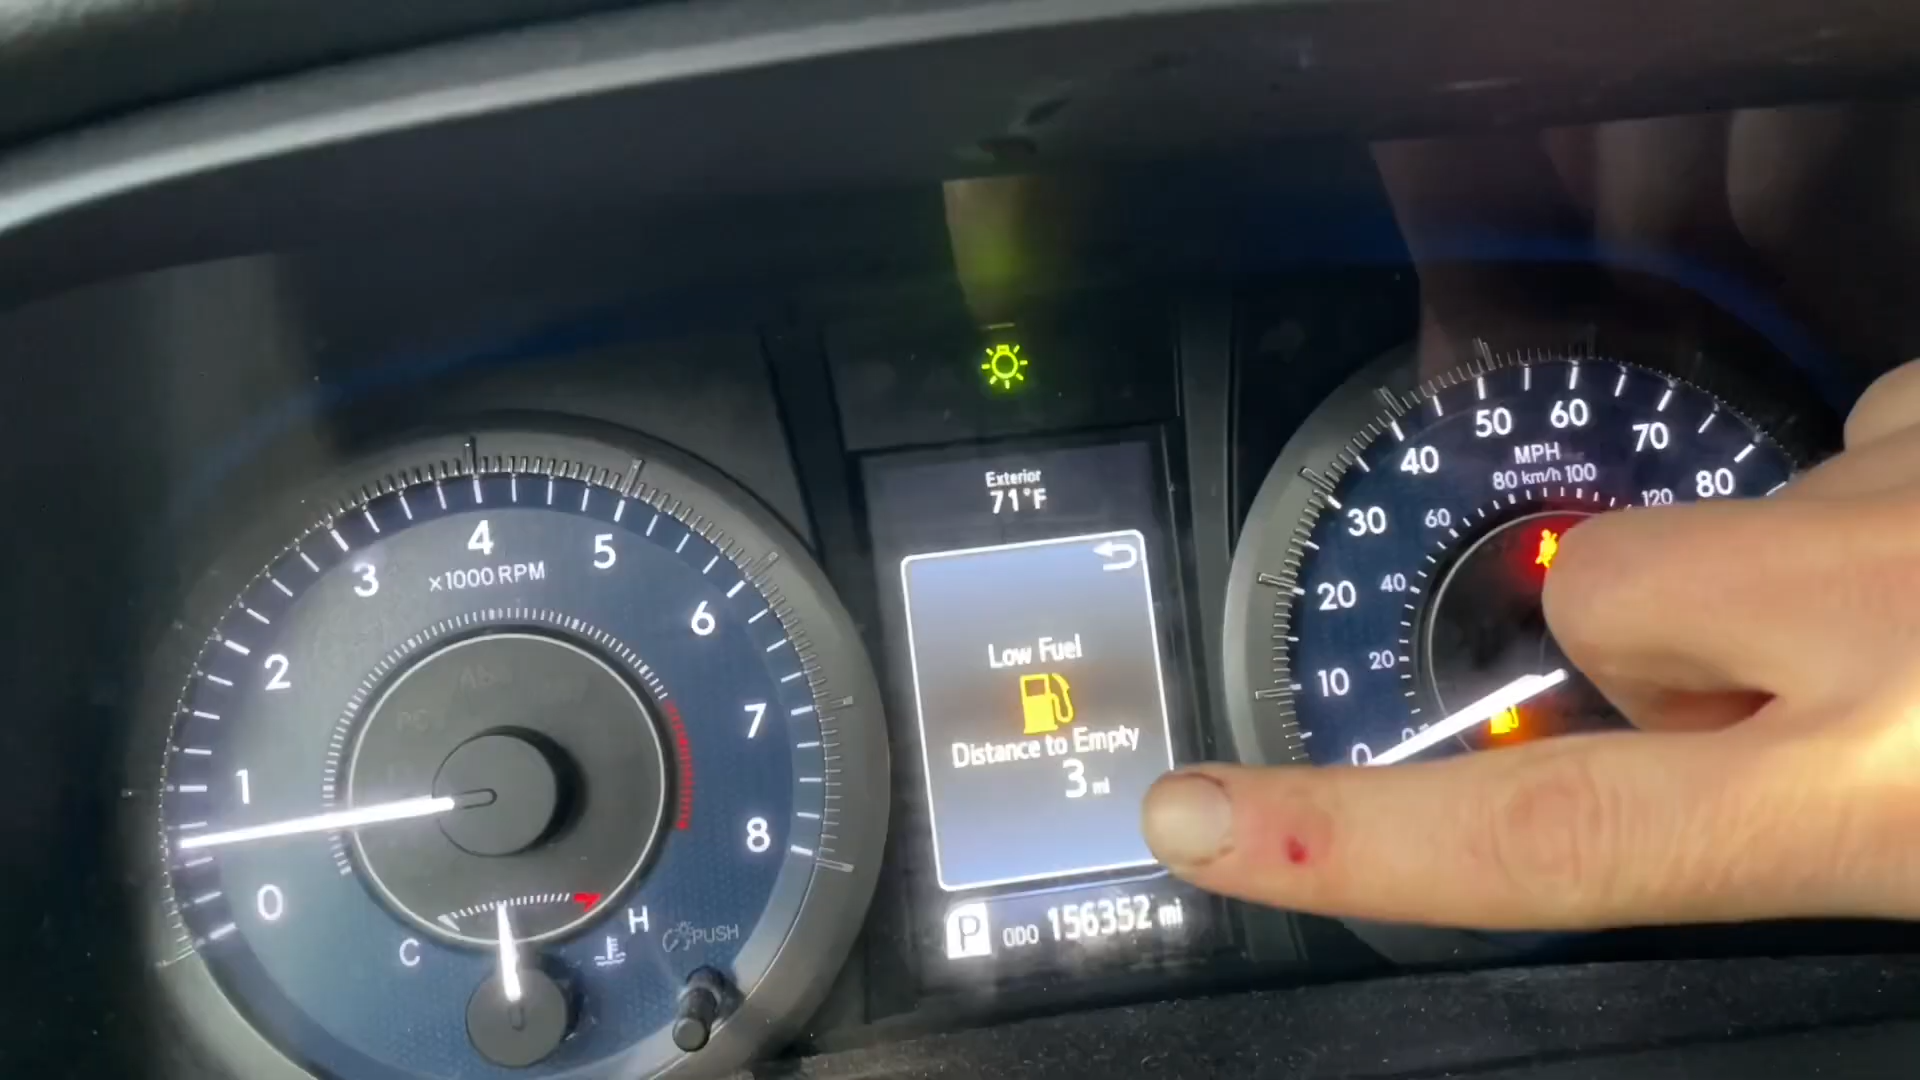 Exterior
71°F
Low Fuel
Distance to Empty
3 mi
P ODO 156352 mi
0 1 2 3 4 5 6 7 8
×1000 RPM
C H
PUSH
0 10 20 30 40 50 60 70 80
MPH
80 km/h 100
20 40 60 120